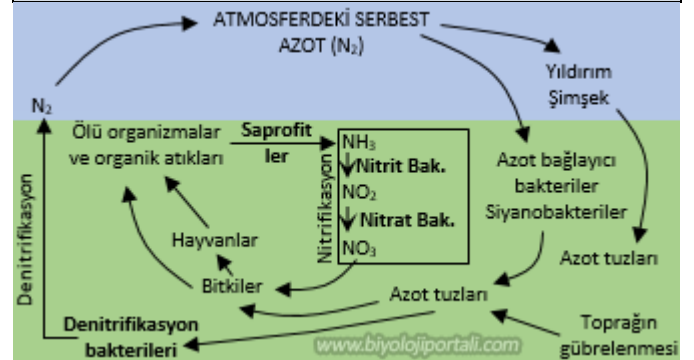 ATMOSFERDEKİ SERBEST
AZOT (N₂)
Yıldırım
Şimşek
N₂
Ölü organizmalar
ve organik atıkları
Saprofit
ler
Nitrifikasyon
NH₃
Nitrit Bak.
NO₂
Nitrat Bak.
NO₃
Azot bağlayıcı
bakteriler
Siyanobakteriler
Azot tuzları
Denitrifikasyon
Hayvanlar
Bitkiler
Azot tuzları
Denitrifikasyon
bakterileri
Toprağın
gübrelenmesi
www.biyolojiportali.com